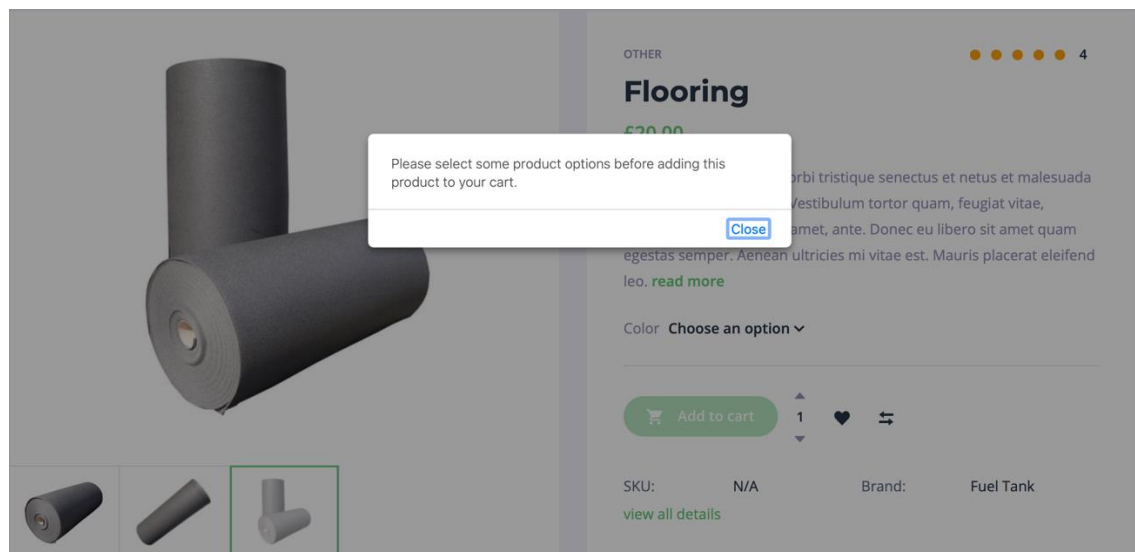 OTHER
4
Flooring
£20.00
Please select some product options before adding this
product to your cart.
Close
orbi tristique senectus et netus et malesuada
Vestibulum tortor quam, feugiat vitae,
amet, ante. Donec eu libero sit amet quam
egestas semper. Aenean ultricies mi vitae est. Mauris placerat eleifend
leo. read more
Color Choose an option
Add to cart 1
SKU: N/A Brand: Fuel Tank
view all details